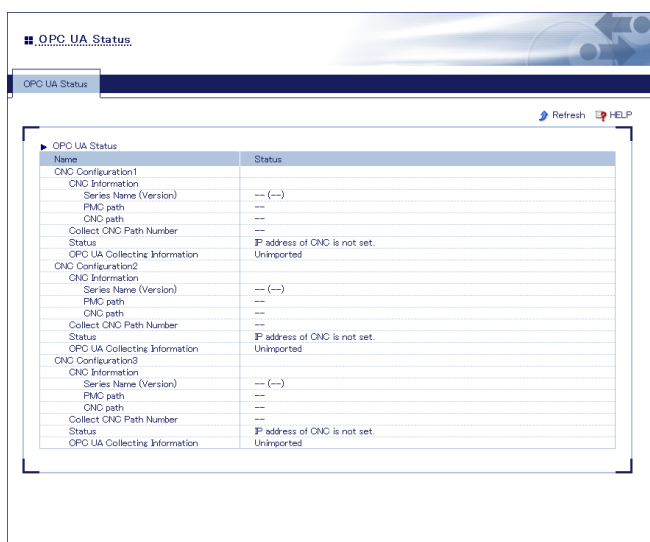 OPC UA Status
OPC UA Status
Refresh HELP
OPC UA Status
Name Status
CNC Configuration1
CNC Information
Series Name (Version) -- (--)
PMC path --
CNC path --
Collect CNC Path Number --
Status IP address of CNC is not set.
OPC UA Collecting Information Unimported
CNC Configuration2
CNC Information
Series Name (Version) -- (--)
PMC path --
CNC path --
Collect CNC Path Number --
Status IP address of CNC is not set.
OPC UA Collecting Information Unimported
CNC Configuration3
CNC Information
Series Name (Version) -- (--)
PMC path --
CNC path --
Collect CNC Path Number --
Status IP address of CNC is not set.
OPC UA Collecting Information Unimported